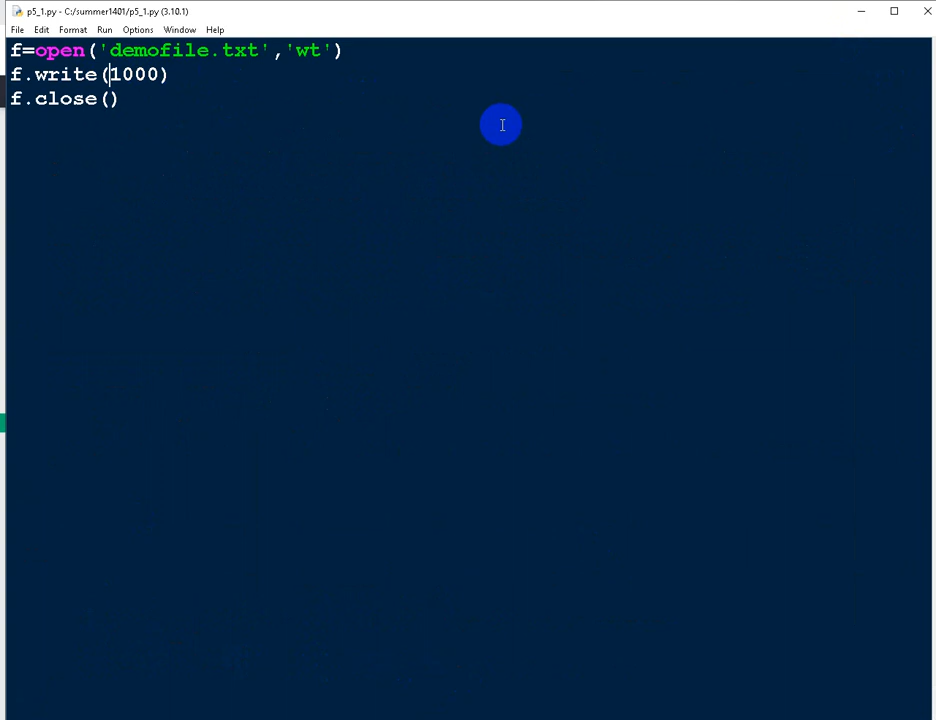 p5_1.py - C:/summer1401/p5_1.py (3.10.1)
File Edit Format Run Options Window Help
f=open('demofile.txt','wt')
f.write(1000)
f.close()